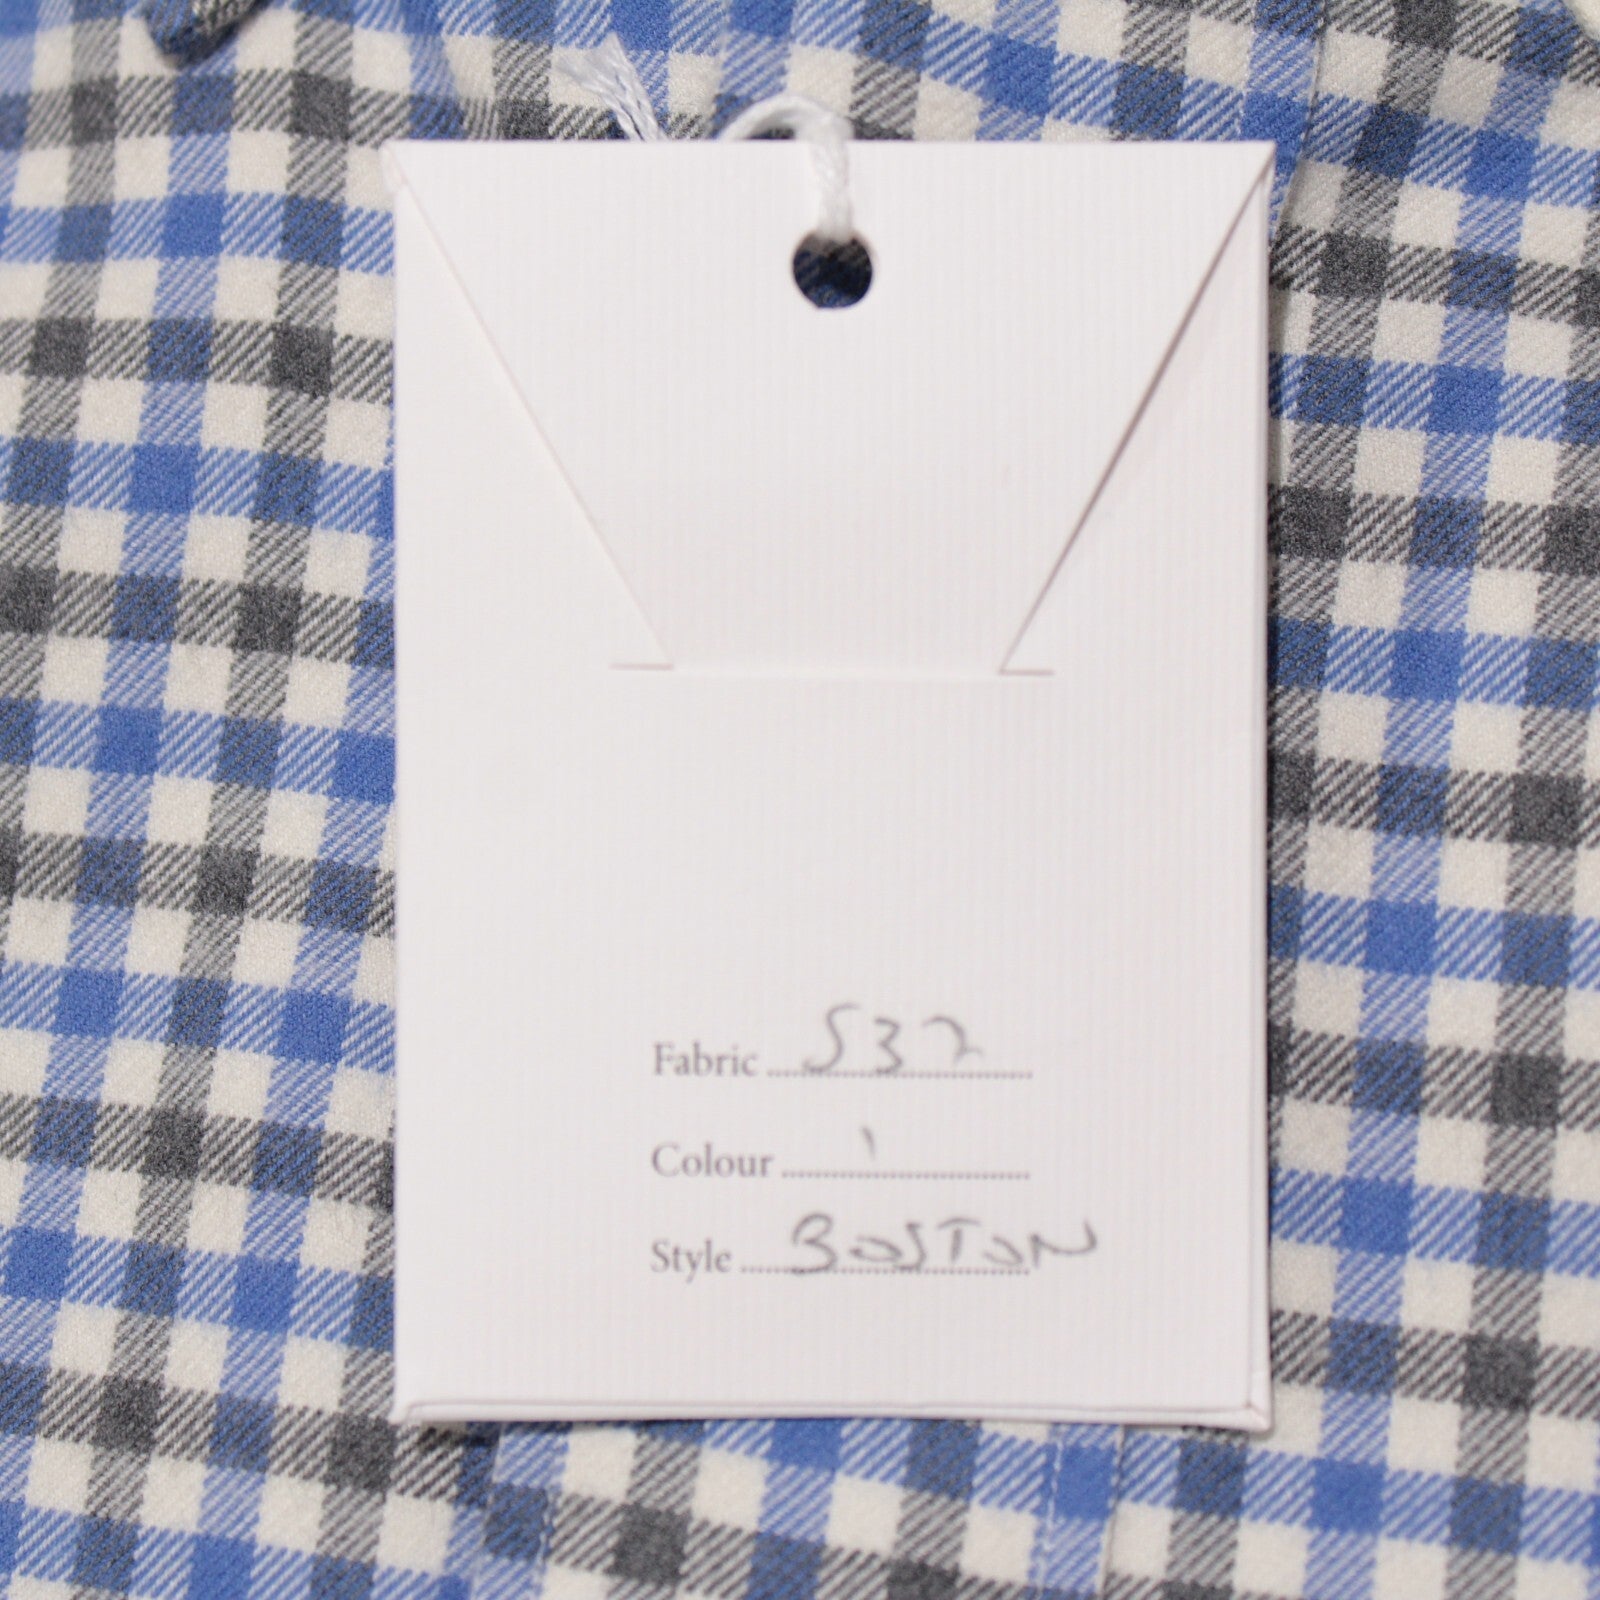 Fabric 537
Colour 1
Style BOSTON